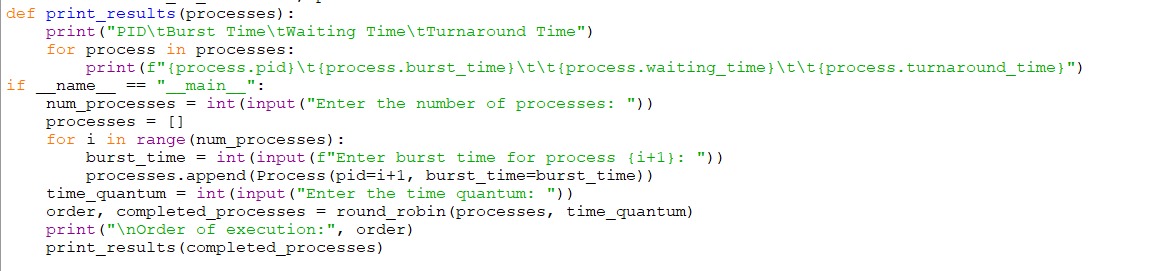 def print_results(processes):
    print("PID\tBurst Time\tWaiting Time\tTurnaround Time")
    for process in processes:
        print(f"{process.pid}\t{process.burst_time}\t\t{process.waiting_time}\t\t{process.turnaround_time}")
if __name__ == "__main__":
    num_processes = int(input("Enter the number of processes: "))
    processes = []
    for i in range(num_processes):
        burst_time = int(input(f"Enter burst time for process {i+1}: "))
        processes.append(Process(pid=i+1, burst_time=burst_time))
    time_quantum = int(input("Enter the time quantum: "))
    order, completed_processes = round_robin(processes, time_quantum)
    print("\nOrder of execution:", order)
    print_results(completed_processes)